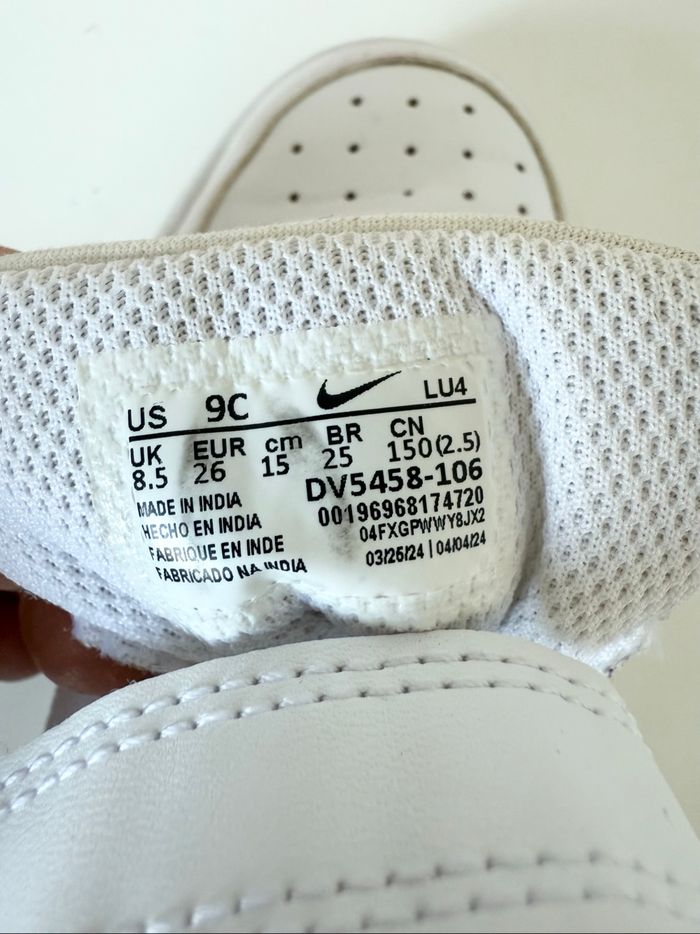 US 9C LU4
UK EUR cm BR CN
8.5 26 15 25 150(2.5)
DV5458-106
MADE IN INDIA 00196968174720
HECHO EN INDIA 04FXGPWWY8JX2
FABRIQUE EN INDE 03/26/24 | 04/04/24
FABRICADO NA INDIA